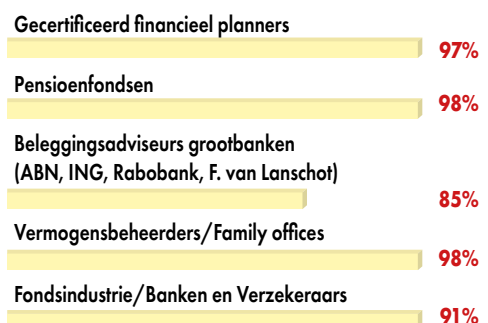 Gecertificeerd financieel planners
97%
Pensioenfondsen
98%
Beleggingsadviseurs grootbanken
(ABN, ING, Rabobank, F. van Lanschot)
85%
Vermogensbeheerders/Family offices
98%
Fondsindustrie/Banken en Verzekeraars
91%